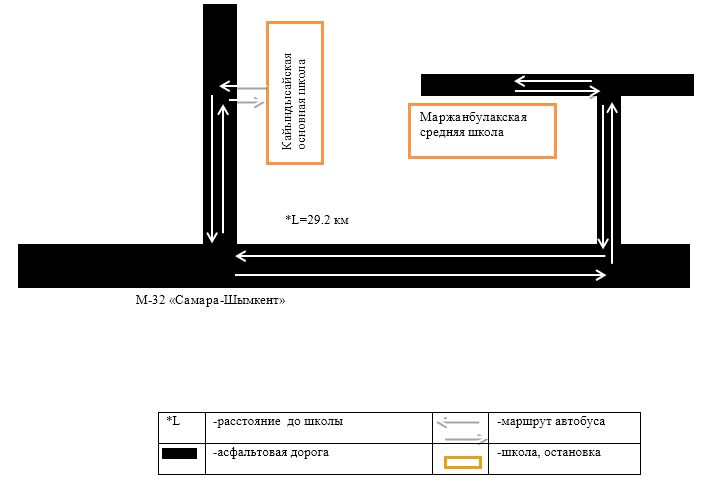 Кайындысайская
основная школа
Маржанбулакская
средняя школа
*L=29.2 км
М-32 «Самара-Шымкент»
*L
-расстояние до школы
-маршрут автобуса
-асфальтовая дорога
-школа, остановка